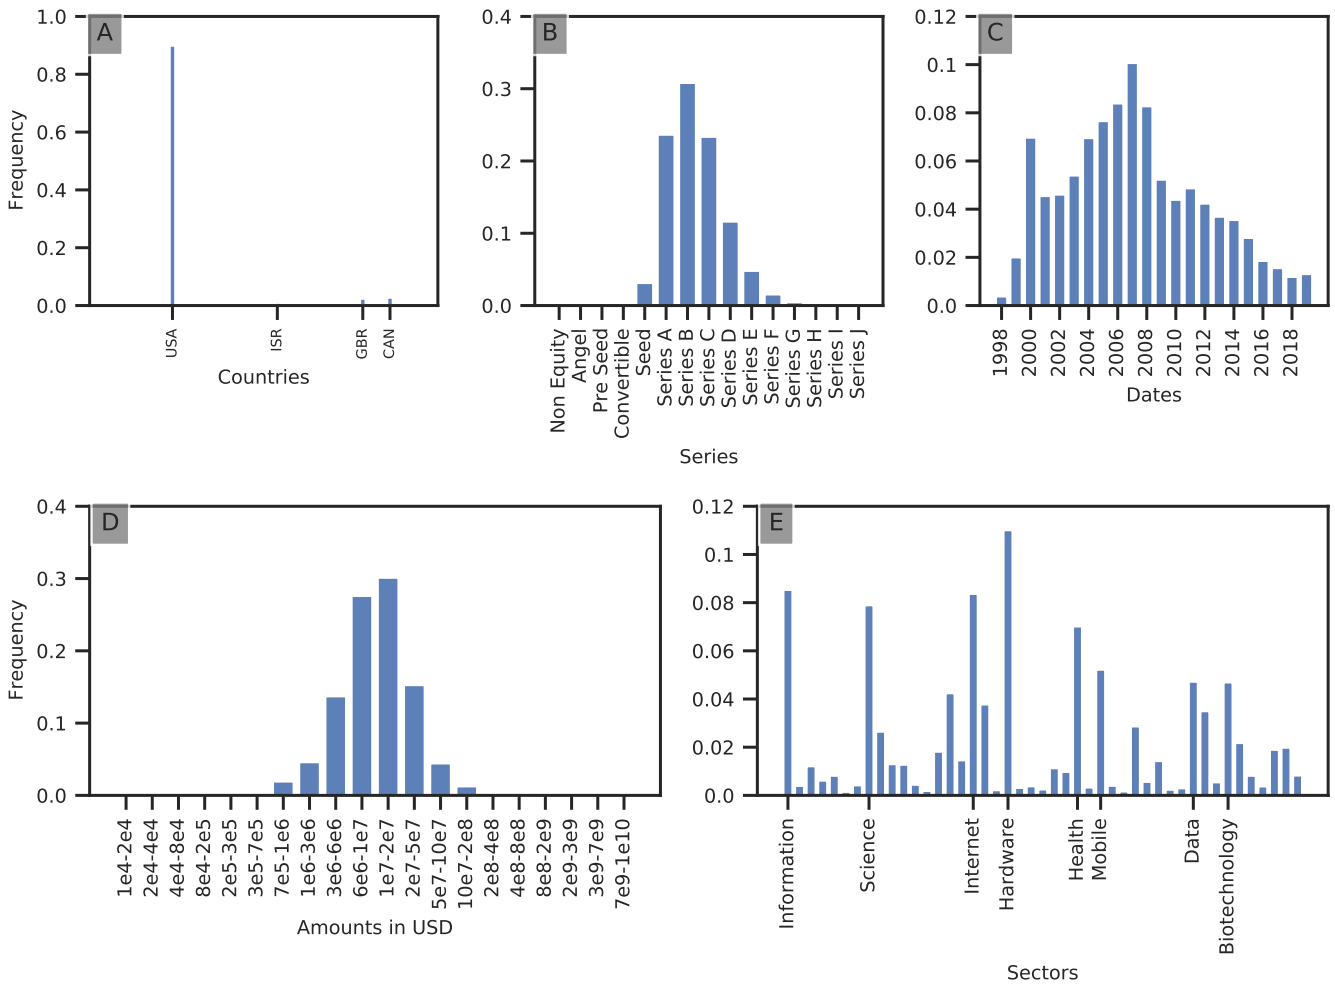 A
1.0
0.8
0.6
0.4
0.2
0.0
Frequency
USA
ISR
GBR
CAN
Countries
B
0.4
0.3
0.2
0.1
0.0
Non Equity
Angel
Pre Seed
Convertible
Seed
Series A
Series B
Series C
Series D
Series E
Series F
Series G
Series H
Series I
Series J
Series
C
0.12
0.1
0.08
0.06
0.04
0.02
0.0
1998
2000
2002
2004
2006
2008
2010
2012
2014
2016
2018
Dates
D
0.4
0.3
0.2
0.1
0.0
Frequency
1e4-2e4
2e4-4e4
4e4-8e4
8e4-2e5
2e5-3e5
3e5-7e5
7e5-1e6
1e6-3e6
3e6-6e6
6e6-1e7
1e7-2e7
2e7-5e7
5e7-10e7
10e7-2e8
2e8-4e8
4e8-8e8
8e8-2e9
2e9-3e9
3e9-7e9
7e9-1e10
Amounts in USD
E
0.12
0.1
0.08
0.06
0.04
0.02
0.0
Information
Science
Internet
Hardware
Health
Mobile
Data
Biotechnology
Sectors